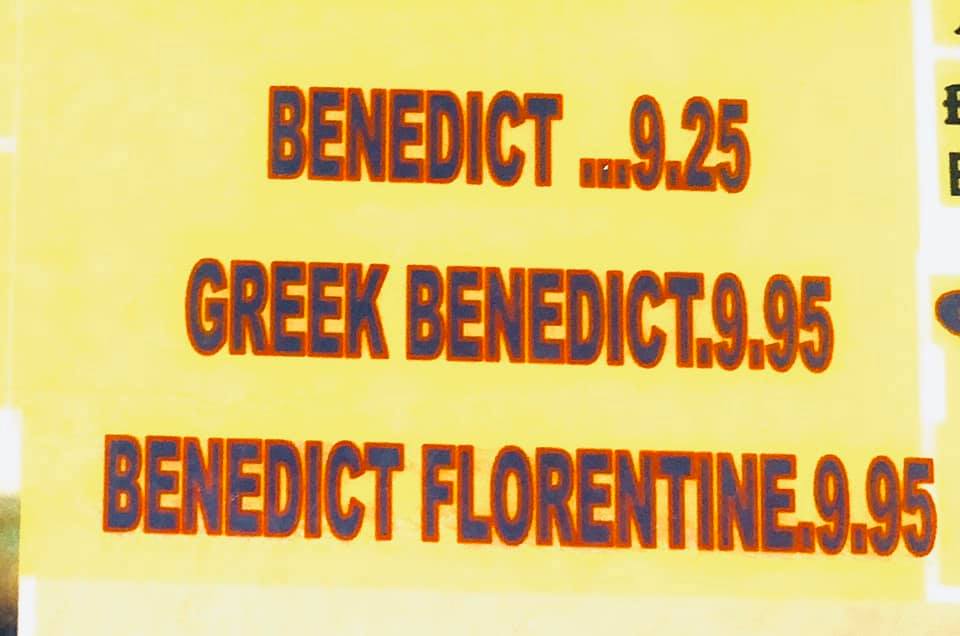 BENEDICT ...9.25
GREEK BENEDICT.9.95
BENEDICT FLORENTINE.9.95